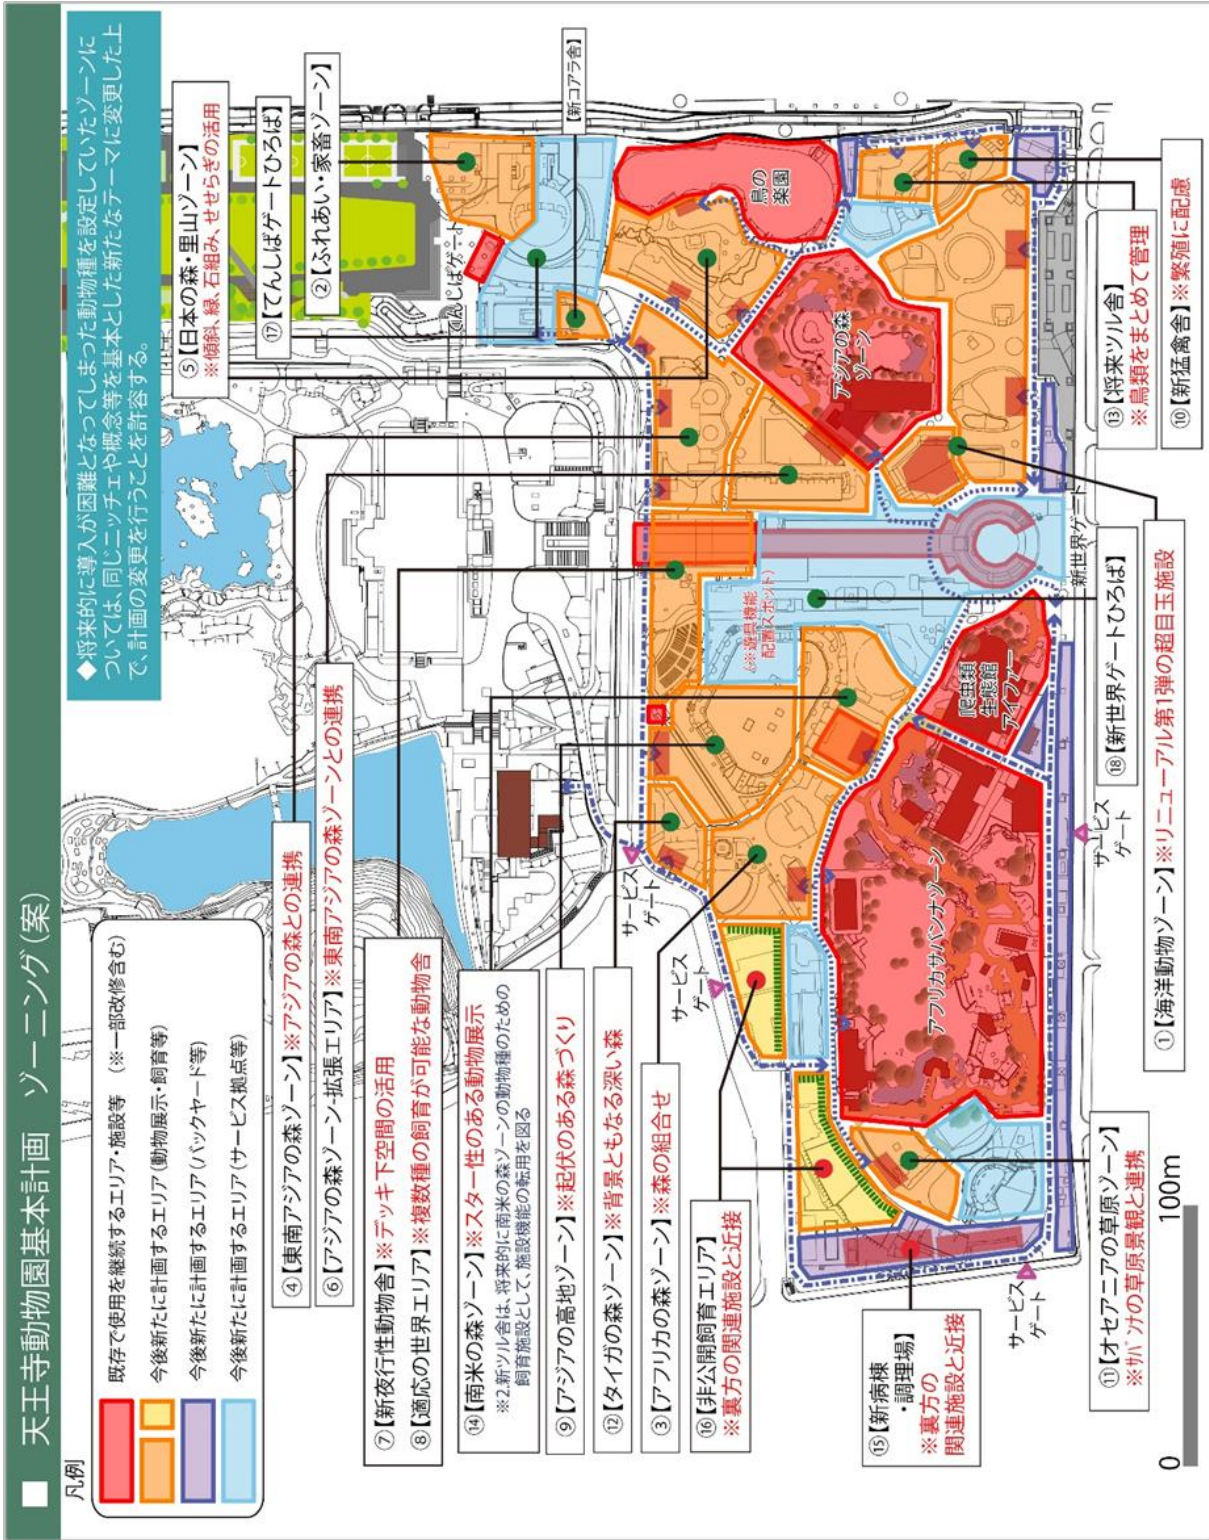 ■ 天王寺動物園基本計画 ゾーニング(案)
凡例
既存で使用を継続するエリア・施設等 (※一部改修含む)
今後新たに計画するエリア(動物展示・飼育等)
今後新たに計画するエリア(バックヤード等)
今後新たに計画するエリア(サービス拠点等)
◆将来的に導入が困難となってしまった動物種を設定していたゾーンに
ついては、同じニッチェや概念等を基本とした新たなテーマに変更した上
で、計画の変更を行うことを許容する。
④【東南アジアの森ゾーン】※アジアの森との連携
⑥【アジアの森ゾーン-拡張エリア】※東南アジアの森ゾーンとの連携
⑤【日本の森・里山ゾーン】
※傾斜、緑、石組み、せせらぎの活用
⑰【てんしばゲートひろば】
②【ふれあい・家畜ゾーン】
【新コアラ舎】
⑦【新夜行性動物舎】※デッキ下空間の活用
⑧【適応の世界エリア】※複数種の飼育が可能な動物舎
⑭【南米の森ゾーン】※スター性のある動物展示
※2.新ツル舎は、将来的に南米の森ゾーンの動物種のための
飼育施設として、施設機能の転用を図る
⑨【アジアの高地ゾーン】※起伏のある森づくり
⑫【タイガの森ゾーン】※背景ともなる深い森
③【アフリカの森ゾーン】※森の組合せ
⑯【非公開飼育エリア】
※裏方の関連施設と近接
⑮【新病棟
・調理場】
※裏方の
関連施設と近接
サービス
ゲート
サービス
ゲート
てんしばゲート
鳥の
楽園
アジアの森
ゾーン
(※遊具機能
配置スポット)
爬虫類
生態館
アイファー
アフリカサバンナゾーン
新世界ゲート
サービス
ゲート
サービス
ゲート
0
100m
⑪【オセアニアの草原ゾーン】
※サバンナの草原景観と連携
①【海洋動物ゾーン】※リニューアル第1弾の超目玉施設
⑱【新世界ゲートひろば】
⑬【将来ツル舎】
※鳥類をまとめて管理
⑩【新猛禽舎】※繁殖に配慮